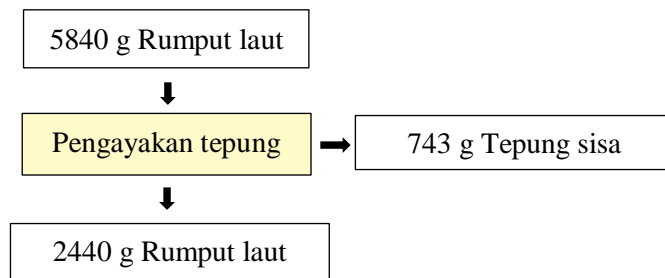 5840 g Rumput laut
Pengayakan tepung
743 g Tepung sisa
2440 g Rumput laut